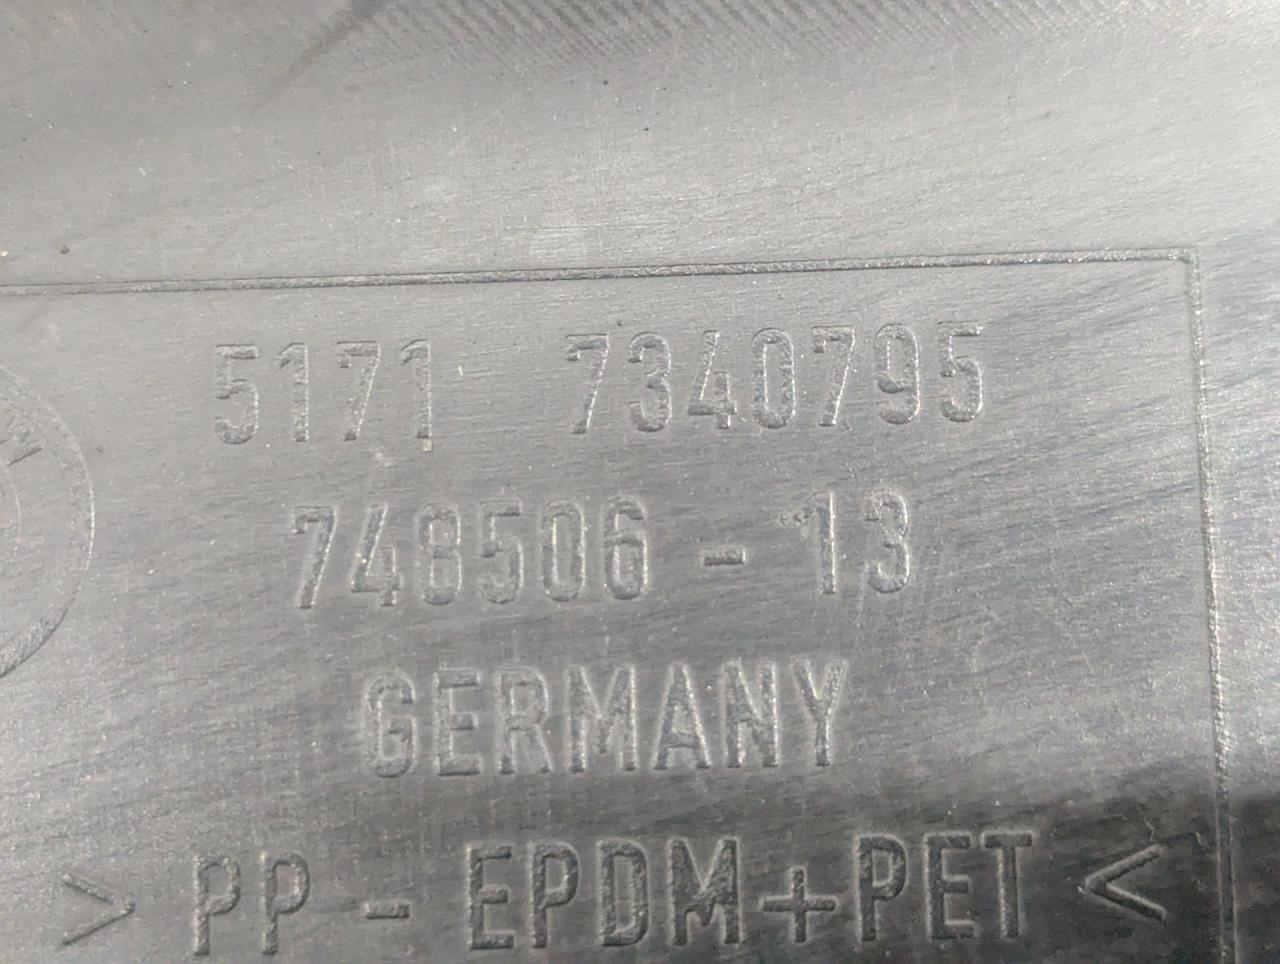 5171 7340795
748506 - 13
GERMANY
> PP - EPDM+PET <